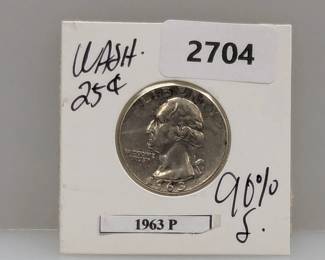 WASH.
25¢
2704
LIBERTY
1963
90%
S.
1963 P